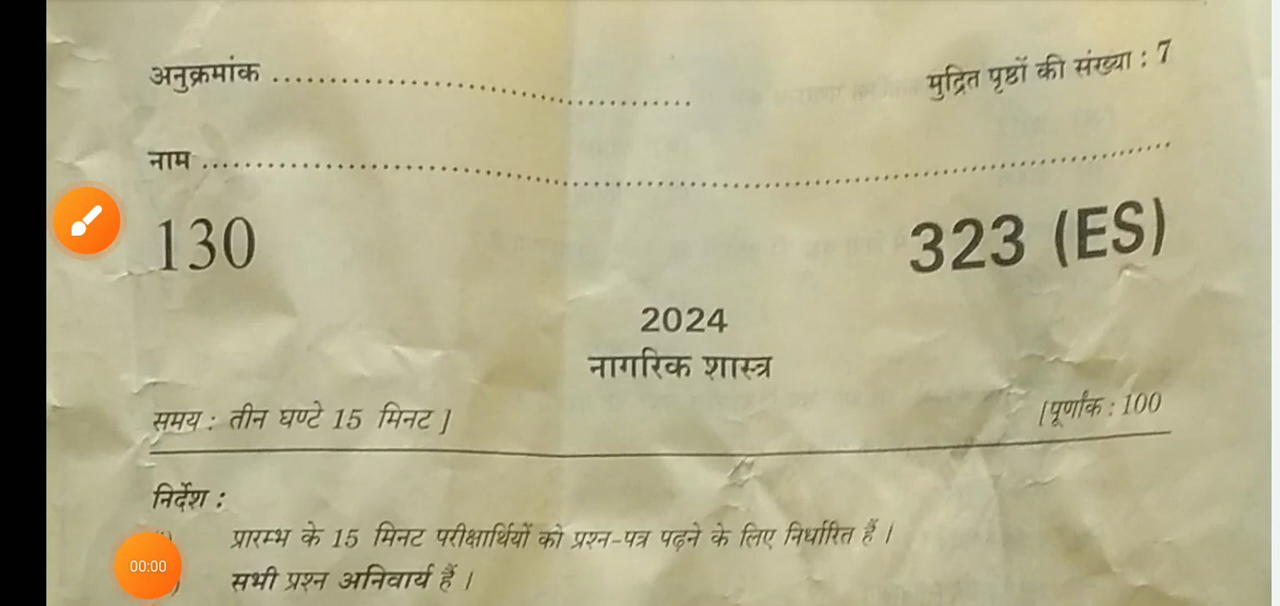 अनुक्रमांक ........................................ मुद्रित पृष्ठों की संख्या : 7
नाम ................................................................................
130 323 (ES)
2024
नागरिक शास्त्र
समय : तीन घण्टे 15 मिनट ] [ पूर्णांक : 100
निर्देश :
प्रारम्भ के 15 मिनट परीक्षार्थियों को प्रश्न-पत्र पढ़ने के लिए निर्धारित हैं ।
सभी प्रश्न अनिवार्य हैं ।
00:00